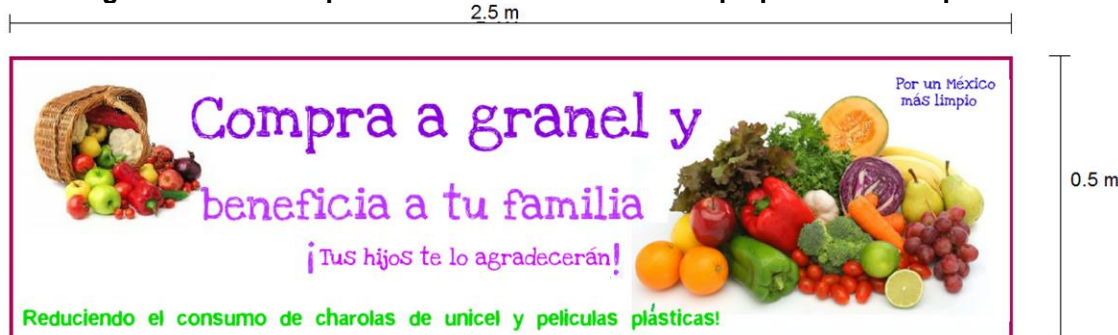 2.5 m
Por un México
más limpio
Compra a granel y
beneficia a tu familia
¡Tus hijos te lo agradecerán!
0.5 m
Reduciendo el consumo de charolas de unicel y peliculas plásticas!